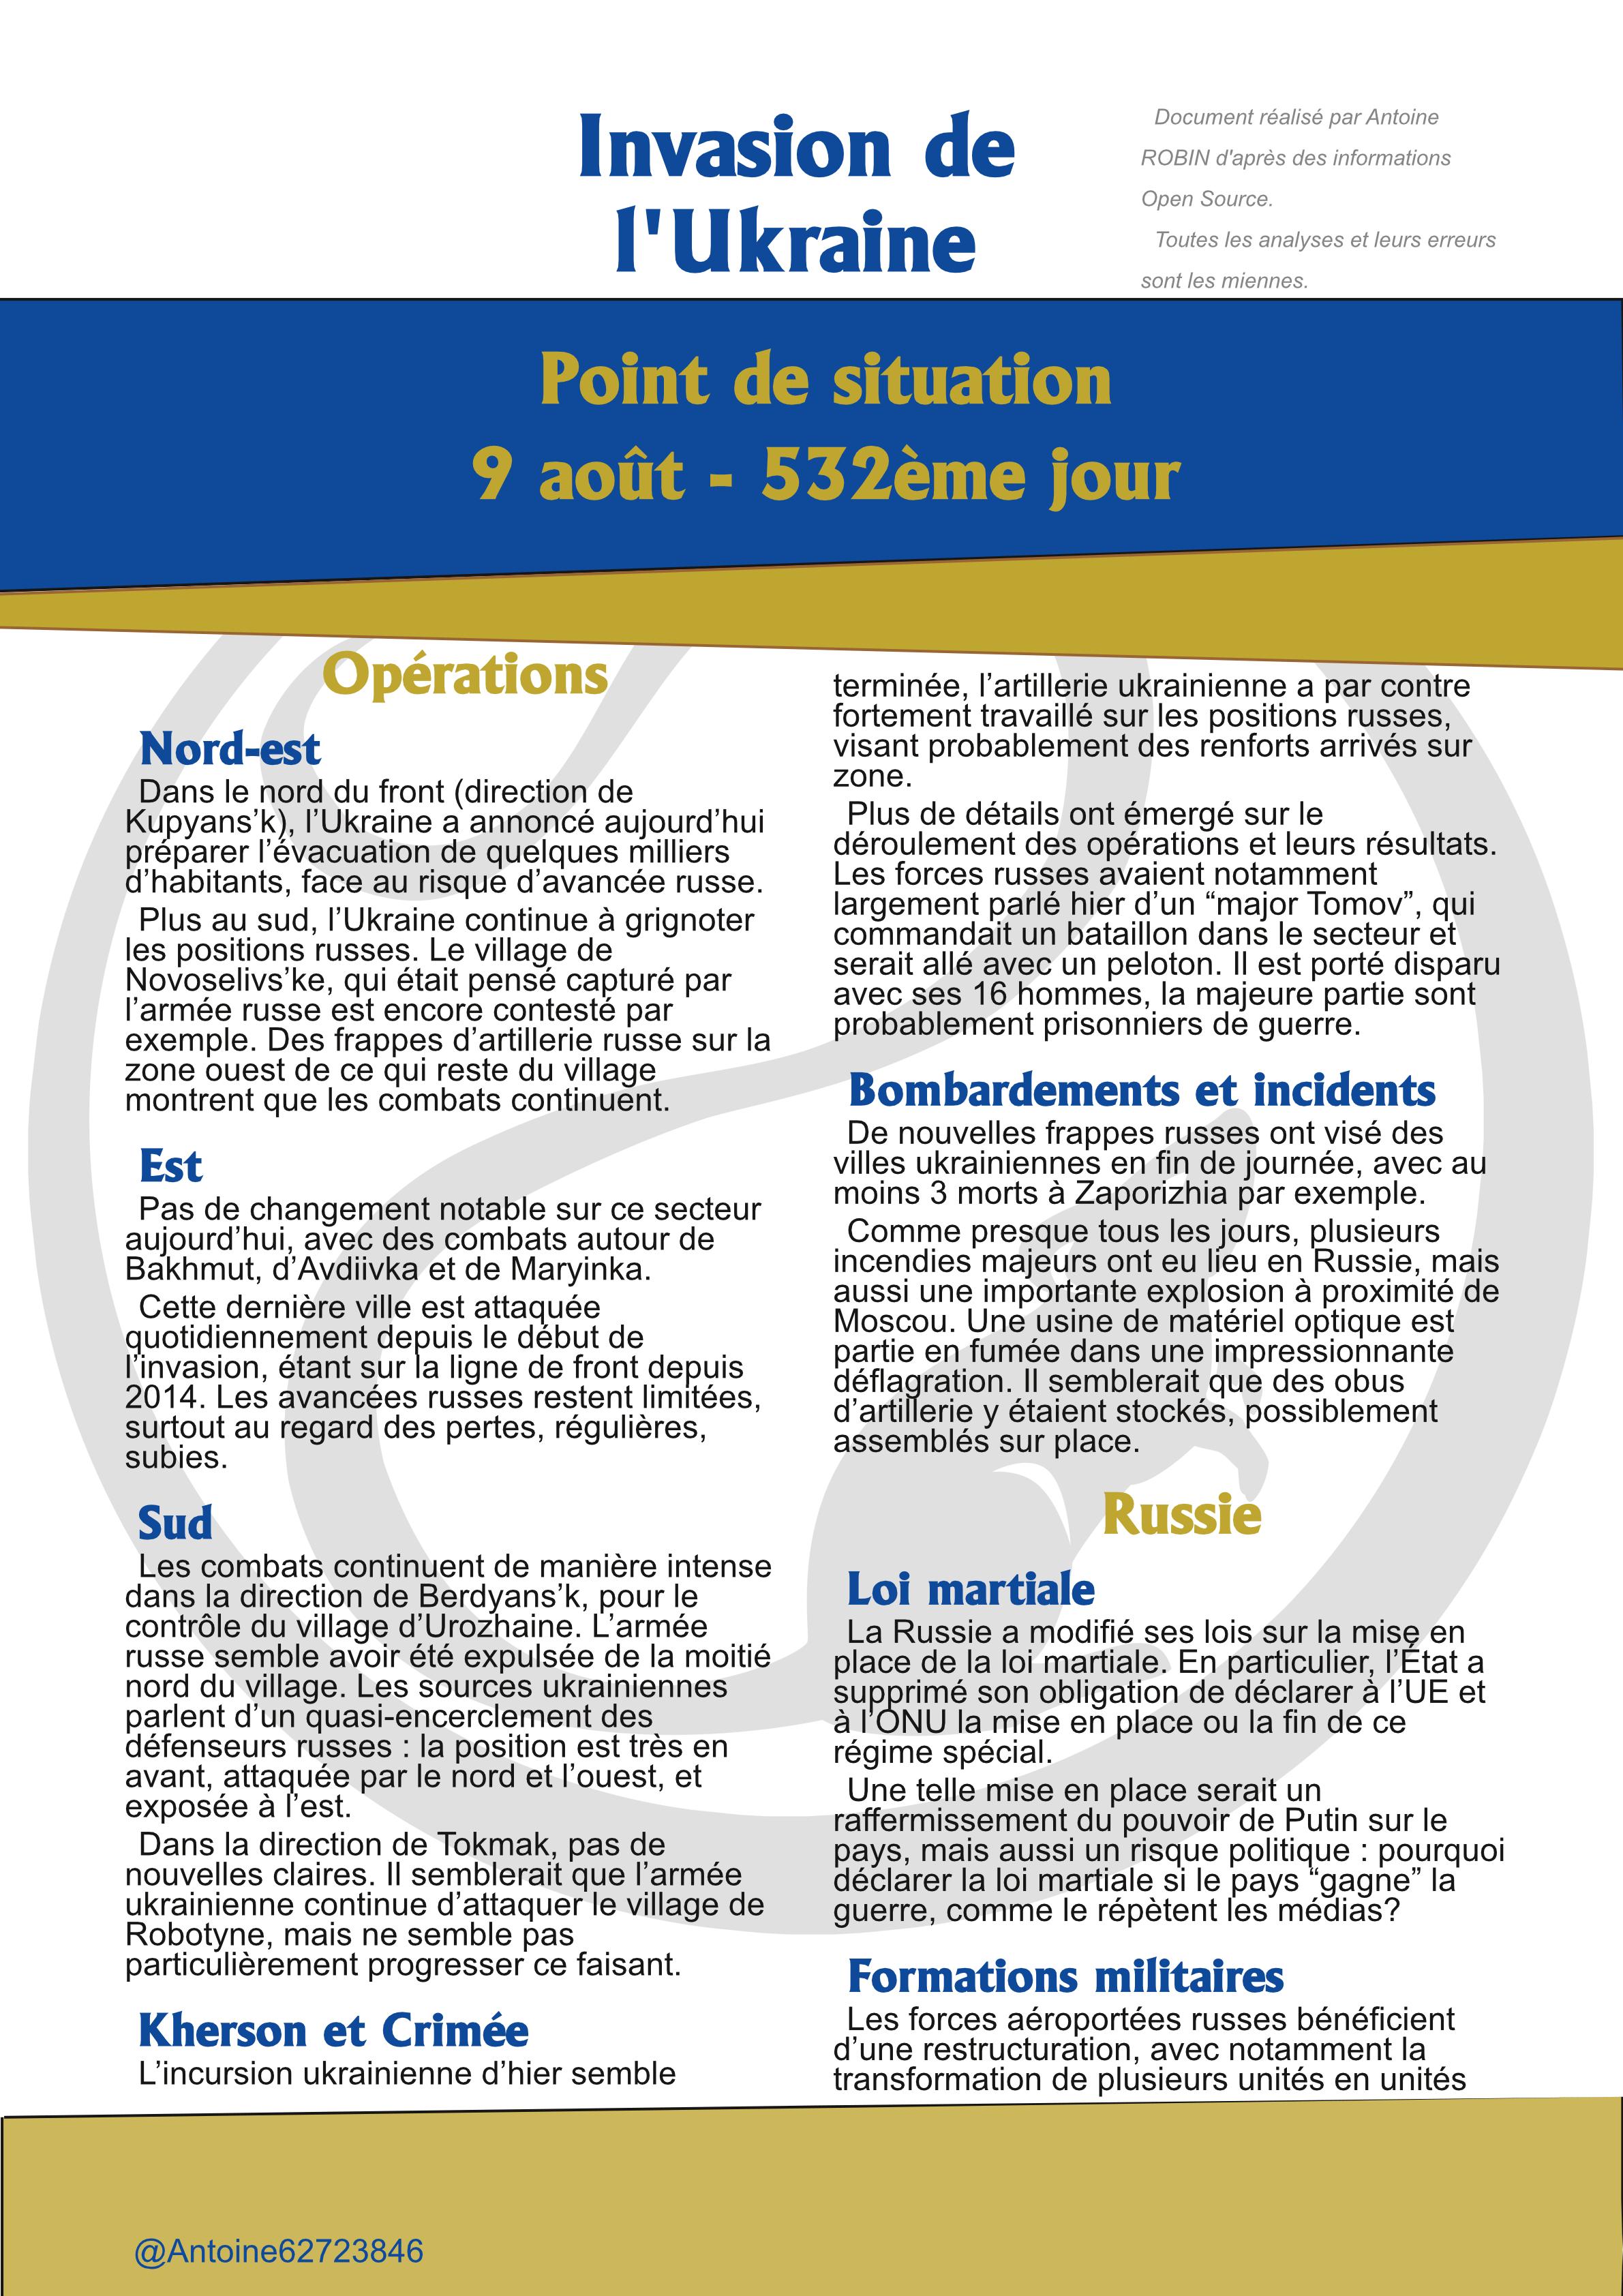 Invasion de
l'Ukraine
Document réalisé par Antoine
ROBIN d'après des informations
Open Source.
Toutes les analyses et leurs erreurs
sont les miennes.
Point de situation
9 août - 532ème jour
Opérations
Nord-est
Dans le nord du front (direction de
Kupyans’k), l’Ukraine a annoncé aujourd’hui
préparer l’évacuation de quelques milliers
d’habitants, face au risque d’avancée russe.
Plus au sud, l’Ukraine continue à grignoter
les positions russes. Le village de
Novoselivs’ke, qui était pensé capturé par
l’armée russe est encore contesté par
exemple. Des frappes d’artillerie russe sur la
zone ouest de ce qui reste du village
montrent que les combats continuent.
Est
Pas de changement notable sur ce secteur
aujourd’hui, avec des combats autour de
Bakhmut, d’Avdiivka et de Maryinka.
Cette dernière ville est attaquée
quotidiennement depuis le début de
l’invasion, étant sur la ligne de front depuis
2014. Les avancées russes restent limitées,
surtout au regard des pertes, régulières,
subies.
Sud
Les combats continuent de manière intense
dans la direction de Berdyans’k, pour le
contrôle du village d’Urozhaine. L’armée
russe semble avoir été expulsée de la moitié
nord du village. Les sources ukrainiennes
parlent d’un quasi-encerclement des
défenseurs russes : la position est très en
avant, attaquée par le nord et l’ouest, et
exposée à l’est.
Dans la direction de Tokmak, pas de
nouvelles claires. Il semblerait que l’armée
ukrainienne continue d’attaquer le village de
Robotyne, mais ne semble pas
particulièrement progresser ce faisant.
Kherson et Crimée
L’incursion ukrainienne d’hier semble
terminée, l’artillerie ukrainienne a par contre
fortement travaillé sur les positions russes,
visant probablement des renforts arrivés sur
zone.
Plus de détails ont émergé sur le
déroulement des opérations et leurs résultats.
Les forces russes avaient notamment
largement parlé hier d’un “major Tomov”, qui
commandait un bataillon dans le secteur et
serait allé avec un peloton. Il est porté disparu
avec ses 16 hommes, la majeure partie sont
probablement prisonniers de guerre.
Bombardements et incidents
De nouvelles frappes russes ont visé des
villes ukrainiennes en fin de journée, avec au
moins 3 morts à Zaporizhia par exemple.
Comme presque tous les jours, plusieurs
incendies majeurs ont eu lieu en Russie, mais
aussi une importante explosion à proximité de
Moscou. Une usine de matériel optique est
partie en fumée dans une impressionnante
déflagration. Il semblerait que des obus
d’artillerie y étaient stockés, possiblement
assemblés sur place.
Russie
Loi martiale
La Russie a modifié ses lois sur la mise en
place de la loi martiale. En particulier, l’État a
supprimé son obligation de déclarer à l’UE et
à l’ONU la mise en place ou la fin de ce
régime spécial.
Une telle mise en place serait un
raffermissement du pouvoir de Putin sur le
pays, mais aussi un risque politique : pourquoi
déclarer la loi martiale si le pays “gagne” la
guerre, comme le répètent les médias?
Formations militaires
Les forces aéroportées russes bénéficient
d’une restructuration, avec notamment la
transformation de plusieurs unités en unités
@Antoine62723846